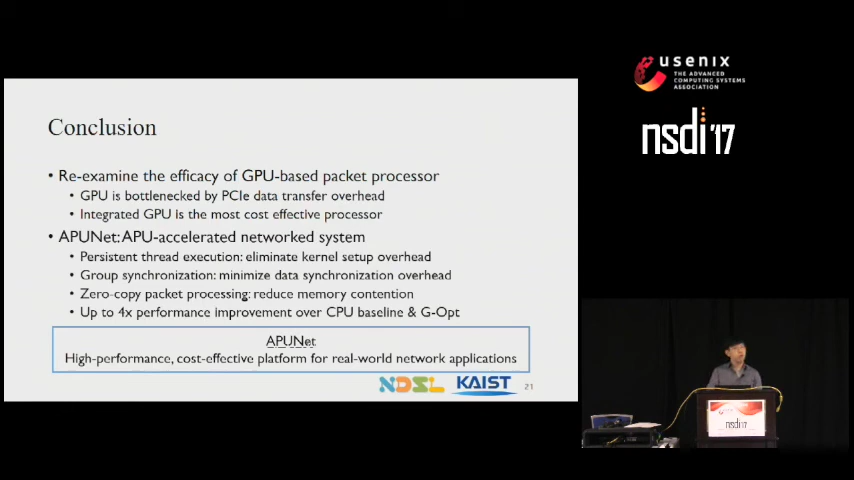 Conclusion
• Re-examine the efficacy of GPU-based packet processor
• GPU is bottlenecked by PCIe data transfer overhead
• Integrated GPU is the most cost effective processor
• APUNet: APU-accelerated networked system
• Persistent thread execution: eliminate kernel setup overhead
• Group synchronization: minimize data synchronization overhead
• Zero-copy packet processing: reduce memory contention
• Up to 4x performance improvement over CPU baseline & G-Opt
APUNet
High-performance, cost-effective platform for real-world network applications
NDSL KAIST 21
usenix
THE ADVANCED
COMPUTING SYSTEMS
ASSOCIATION
nsdi '17
nsdi '17